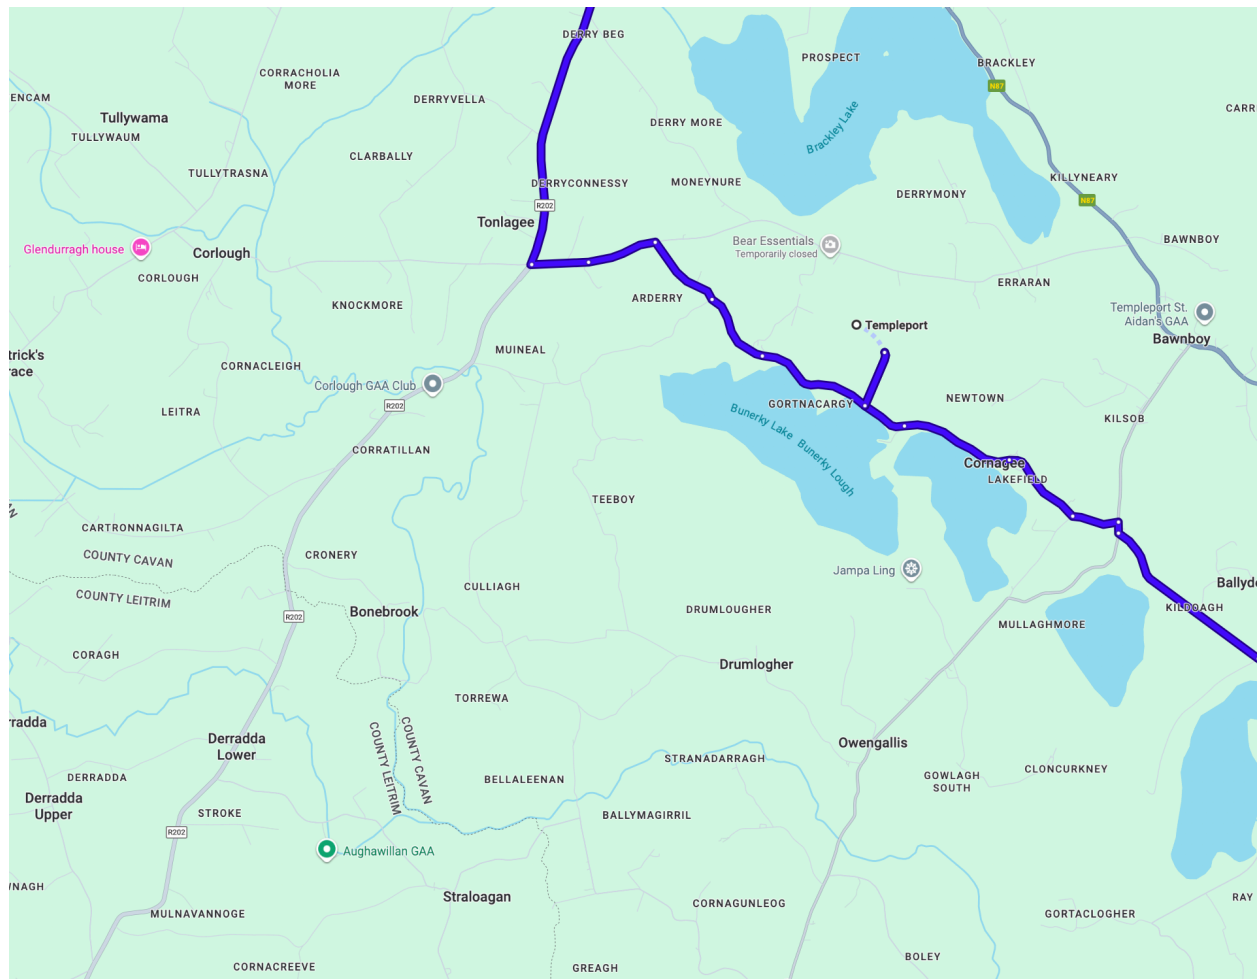 DERRY BEG
PROSPECT
BRACKLEY
CORRACHOLIA
MORE
N87
ENCAM
DERRYVELLA
CARR
Tullywama
TULLYWAUM
DERRY MORE
Brackley Lake
CLARBALLY
TULLYTRASNA
DERRYCONNESSY
MONEYNURE
KILLYNEARY
DERRYMONY
N87
R202
Tonlagee
Glendurragh house
Corlough
Bear Essentials
Temporarily closed
BAWNBOY
CORLOUGH
ERRARAN
KNOCKMORE
ARDERRY
Templeport St.
Aidan's GAA
Templeport
Bawnboy
trick's
race
MUINEAL
CORNACLEIGH
Corlough GAA Club
R202
LEITRA
GORTNACARGY
NEWTOWN
KILSOB
Bunerky Lake
Bunerky Lough
CORRATILLAN
Cornagee
LAKEFIELD
TEEBOY
AN
CARTRONNAGILTA
COUNTY CAVAN
COUNTY LEITRIM
CRONERY
Jampa Ling
CULLIAGH
Ballyde
KILDOAGH
Bonebrook
DRUMLOUGHER
R202
MULLAGHMORE
CORAGH
Drumlogher
TORREWA
rradda
Derradda
Lower
COUNTY CAVAN
COUNTY LEITRIM
Owengallis
STRANADARRAGH
DERRADDA
BELLALEENAN
GOWLAGH
SOUTH
CLONCURKNEY
Derradda
Upper
STROKE
BALLYMAGIRRIL
R202
Aughawillan GAA
WNAGH
Straloagan
RAY
MULNAVANNOGE
CORNAGUNLEOG
GORTACLOGHER
BOLEY
CORNACREEVE
GREAGH